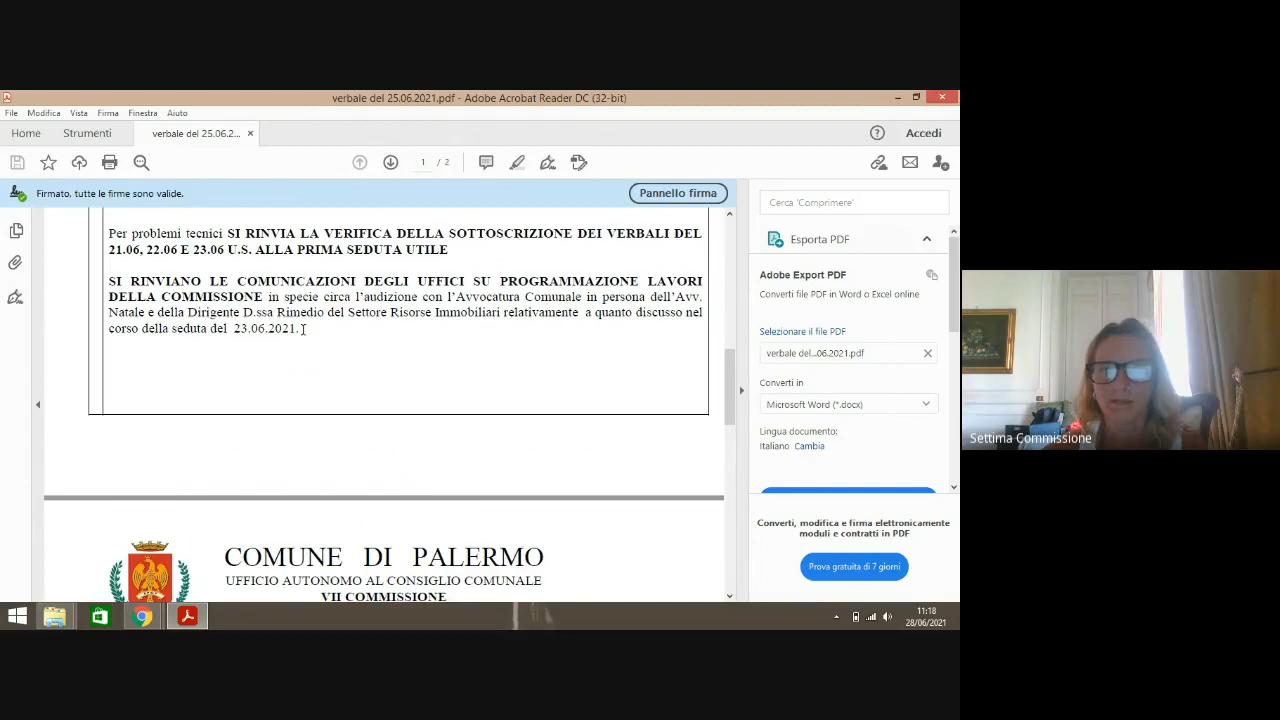 verbale del 25.06.2021.pdf - Adobe Acrobat Reader DC (32-bit)
File Modifica Vista Firma Finestra Aiuto
Home Strumenti verbale del 25.06.2... × Accedi
1 / 2
Firmato, tutte le firme sono valide. Pannello firma
Per problemi tecnici SI RINVIA LA VERIFICA DELLA SOTTOSCRIZIONE DEI VERBALI DEL
21.06, 22.06 E 23.06 U.S. ALLA PRIMA SEDUTA UTILE
SI RINVIANO LE COMUNICAZIONI DEGLI UFFICI SU PROGRAMMAZIONE LAVORI
DELLA COMMISSIONE in specie circa l'audizione con l'Avvocatura Comunale in persona dell'Avv.
Natale e della Dirigente D.ssa Rimedio del Settore Risorse Immobiliari relativamente a quanto discusso nel
corso della seduta del 23.06.2021.
COMUNE DI PALERMO
UFFICIO AUTONOMO AL CONSIGLIO COMUNALE
VII COMMISSIONE
Cerca 'Comprimere'
Esporta PDF
Adobe Export PDF
Converti file PDF in Word o Excel online
Selezionare il file PDF
verbale del...06.2021.pdf
Converti in
Microsoft Word (*.docx)
Lingua documento:
Italiano Cambia
Converti, modifica e firma elettronicamente
moduli e contratti in PDF
Prova gratuita di 7 giorni
11:18
28/06/2021
Settima Commissione